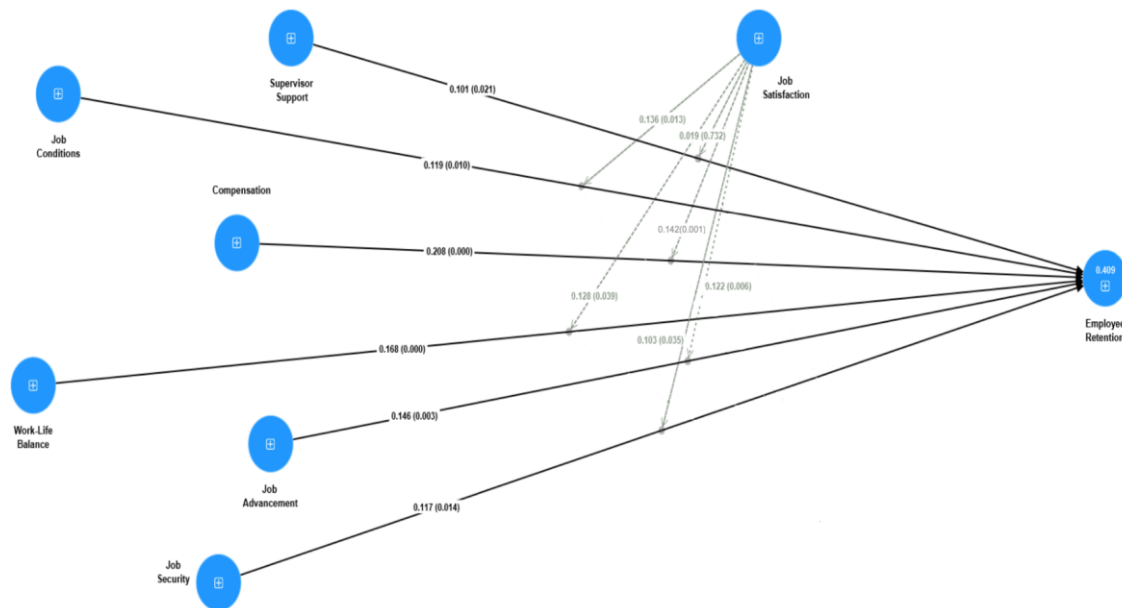 Supervisor
Support
Job
Satisfaction
0.101 (0.021)
Job
Conditions
0.136 (0.013)
0.019 (0.732)
0.119 (0.010)
Compensation
0.142(0.001)
0.208 (0.000)
0.409
0.122 (0.006)
0.128 (0.039)
Employee
Retention
0.103 (0.035)
0.168 (0.000)
0.146 (0.003)
Work-Life
Balance
Job
Advancement
0.117 (0.014)
Job
Security